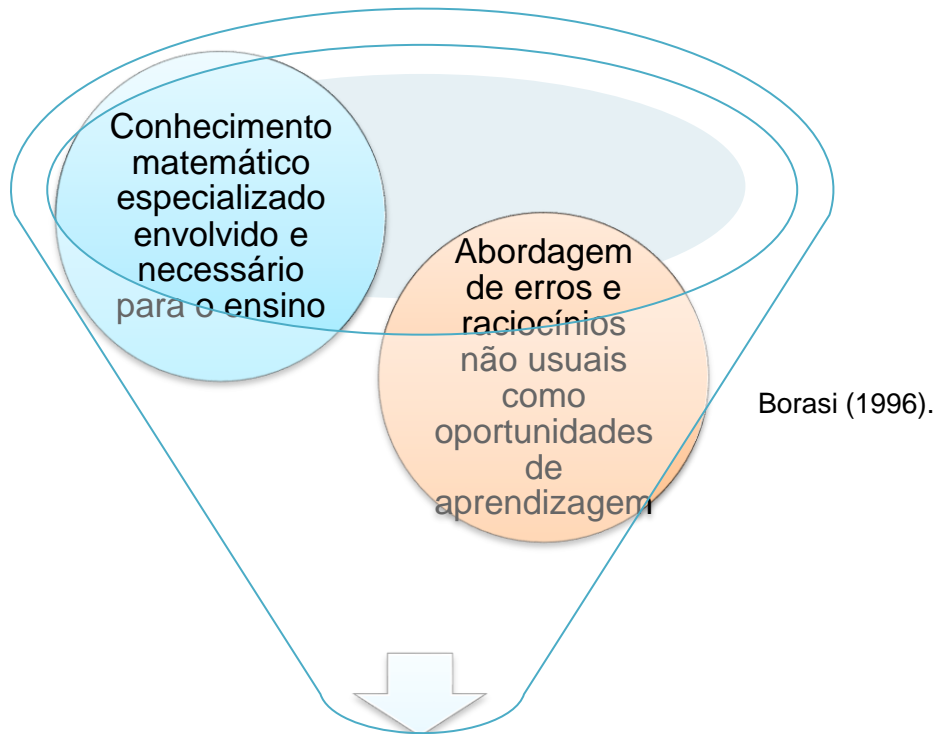 Conhecimento
matemático
especializado
envolvido e
necessário
para o ensino
Abordagem
de erros e
raciocínios
não usuais
como
oportunidades
de
aprendizagem
Borasi (1996).